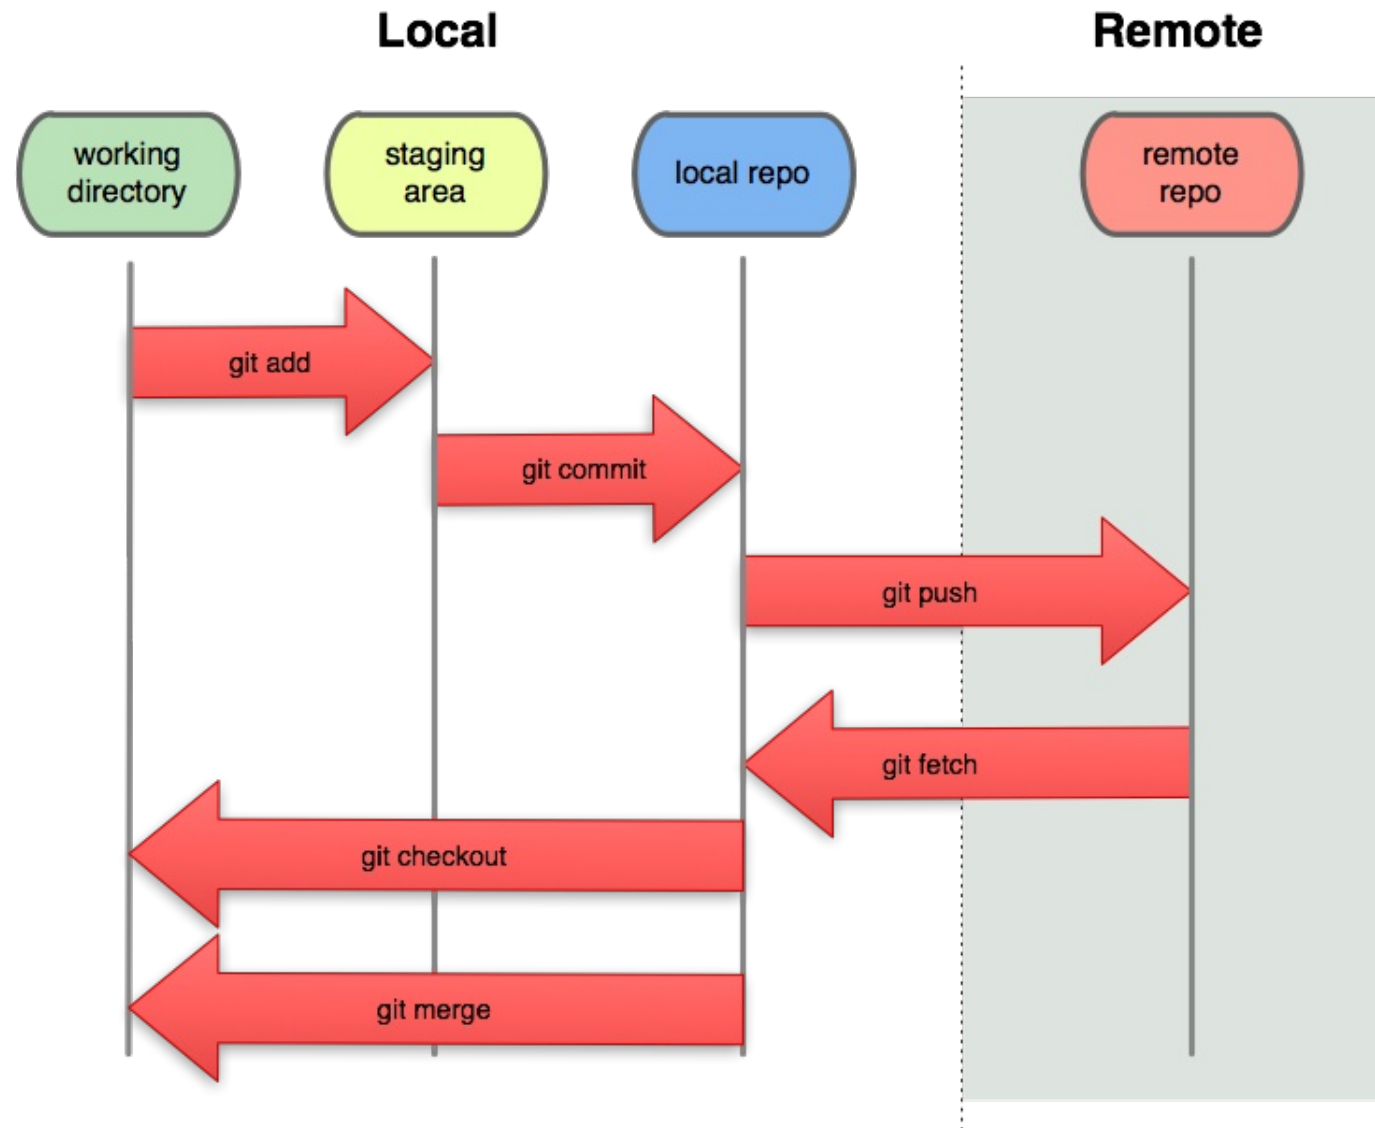 Local
Remote
working
directory
staging
area
local repo
remote
repo
git add
git commit
git push
git fetch
git checkout
git merge